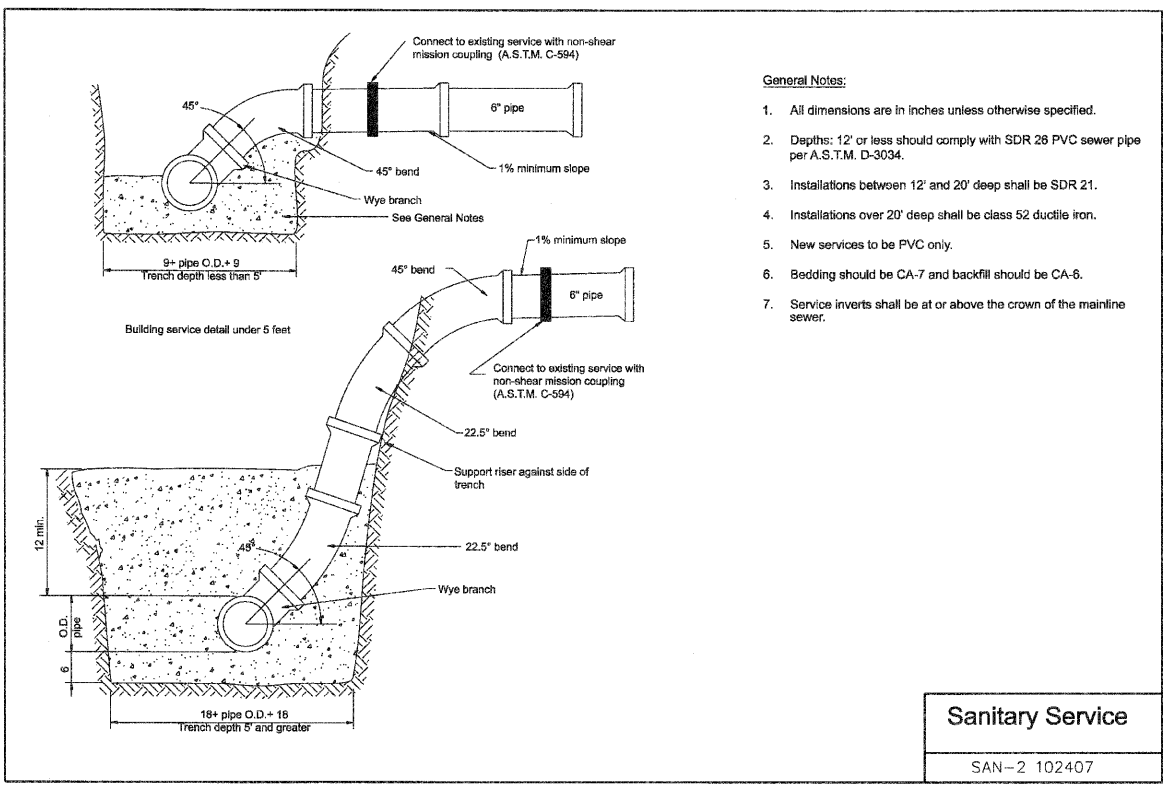 Connect to existing service with non-shear
mission coupling (A.S.T.M. C-594)
45°
6" pipe
1% minimum slope
45° bend
Wye branch
See General Notes
9+ pipe O.D.+ 9
Trench depth less than 5'
Building service detail under 5 feet
1% minimum slope
45° bend
6" pipe
Connect to existing service with
non-shear mission coupling
(A.S.T.M. C-594)
22.5° bend
Support riser against side of
trench
12 min.
45°
22.5° bend
Wye branch
O.D.
pipe
6
18+ pipe O.D.+ 18
Trench depth 5' and greater
General Notes:
1. All dimensions are in inches unless otherwise specified.
2. Depths: 12' or less should comply with SDR 26 PVC sewer pipe
per A.S.T.M. D-3034.
3. Installations between 12' and 20' deep shall be SDR 21.
4. Installations over 20' deep shall be class 52 ductile iron.
5. New services to be PVC only.
6. Bedding should be CA-7 and backfill should be CA-6.
7. Service inverts shall be at or above the crown of the mainline
sewer.
Sanitary Service
SAN-2 102407